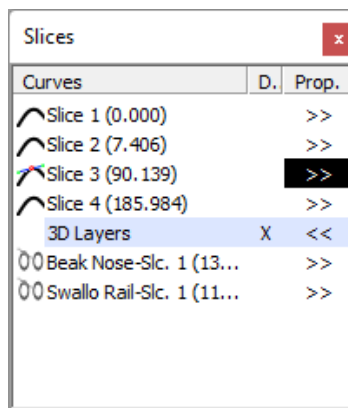 Slices x
Curves D. Prop.
Slice 1 (0.000) >>
Slice 2 (7.406) >>
Slice 3 (90.139) >>
Slice 4 (185.984) >>
3D Layers X <<
Beak Nose-Slc. 1 (13... >>
Swallo Rail-Slc. 1 (11... >>